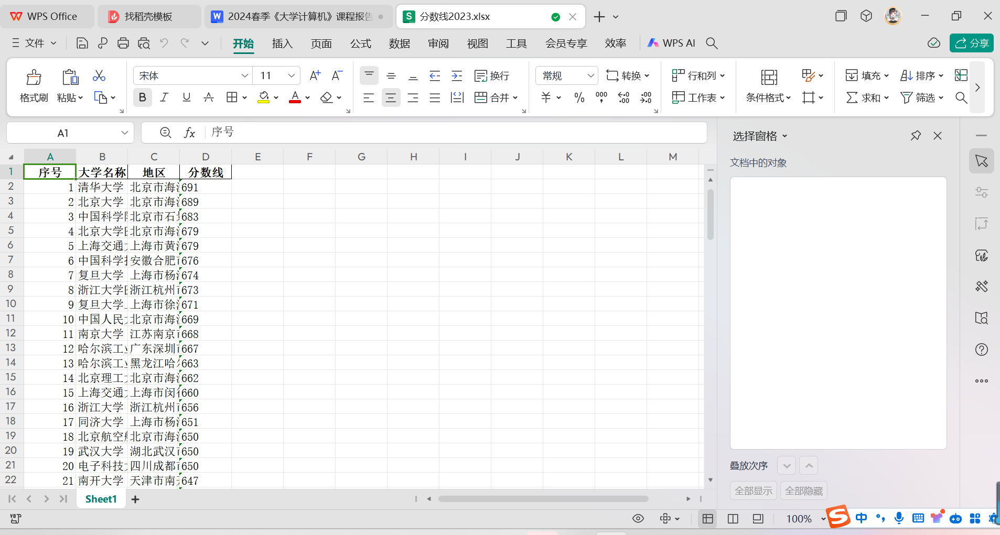 WPS Office 找稻壳模板 2024春季《大学计算机》课程报告 分数线2023.xlsx
文件 开始 插入 页面 公式 数据 审阅 视图 工具 会员专享 效率 WPS AI 分享
宋体 11 换行 常规 转换 行和列 填充 排序
格式刷 粘贴 合并 工作表 条件格式 求和 筛选
A1 序号 选择窗格
文档中的对象
A B C D E F G H I J K L M
1 序号 大学名称 地区 分数线
2 1 清华大学 北京市海 691
3 2 北京大学 北京市海 689
4 3 中国科学 北京市石 683
5 4 北京大学 北京市海 679
6 5 上海交通 上海市黄 679
7 6 中国科学 安徽合肥 676
8 7 复旦大学 上海市杨 674
9 8 浙江大学 浙江杭州 673
10 9 复旦大学 上海市徐 671
11 10 中国人民 北京市海 669
12 11 南京大学 江苏南京 668
13 12 哈尔滨工 广东深圳 667
14 13 哈尔滨工 黑龙江哈 663
15 14 北京理工 北京市海 662
16 15 上海交通 上海市闵 660
17 16 浙江大学 浙江杭州 656
18 17 同济大学 上海市杨 651
19 18 北京航空 北京市海 650
20 19 武汉大学 湖北武汉 650
21 20 电子科技 四川成都 650
22 21 南开大学 天津市南 647
叠放次序
全部显示 全部隐藏
Sheet1
100% 中